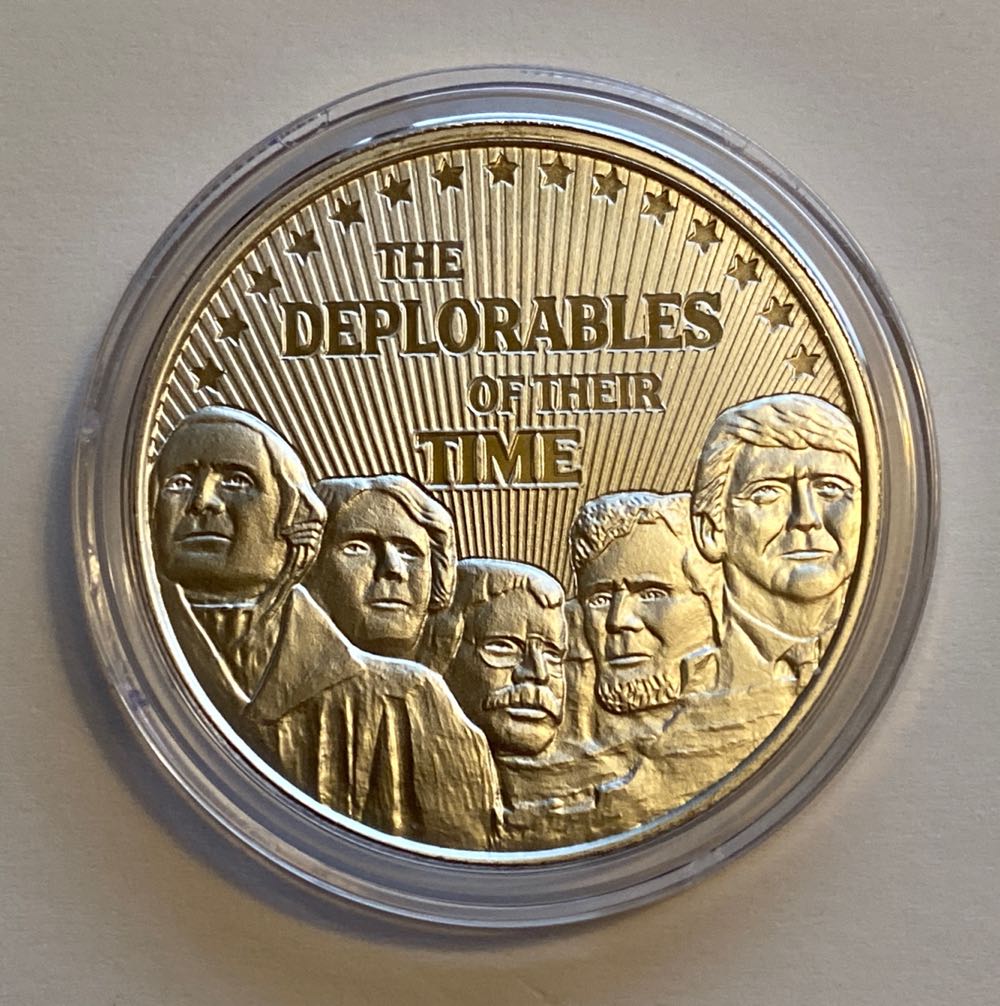 THE
DEPLORABLES
OF THEIR
TIME